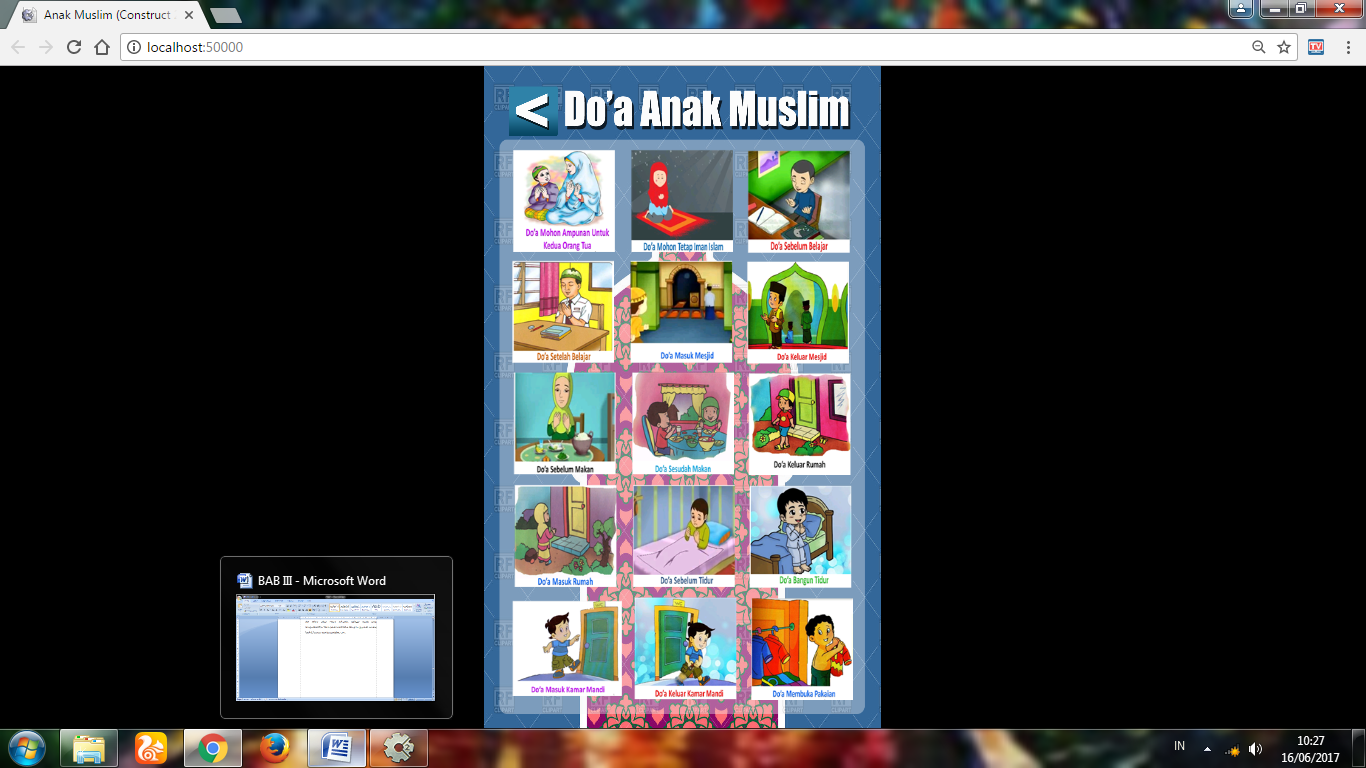 Anak Muslim (Construct
localhost:50000
TV
< Do'a Anak Muslim
RF
CLIPART
Do'a Mohon Ampunan Untuk
Kedua Orang Tua
Do'a Mohon Tetap Iman Islam
Do'a Sebelum Belajar
Do'a Setelah Belajar
Do'a Masuk Mesjid
Do'a Keluar Mesjid
Do'a Sebelum Makan
Do'a Sesudah Makan
Do'a Keluar Rumah
Do'a Masuk Rumah
Do'a Sebelum Tidur
Do'a Bangun Tidur
Do'a Masuk Kamar Mandi
Do'a Keluar Kamar Mandi
Do'a Membuka Pakaian
BAB III - Microsoft Word
IN
10:27
16/06/2017